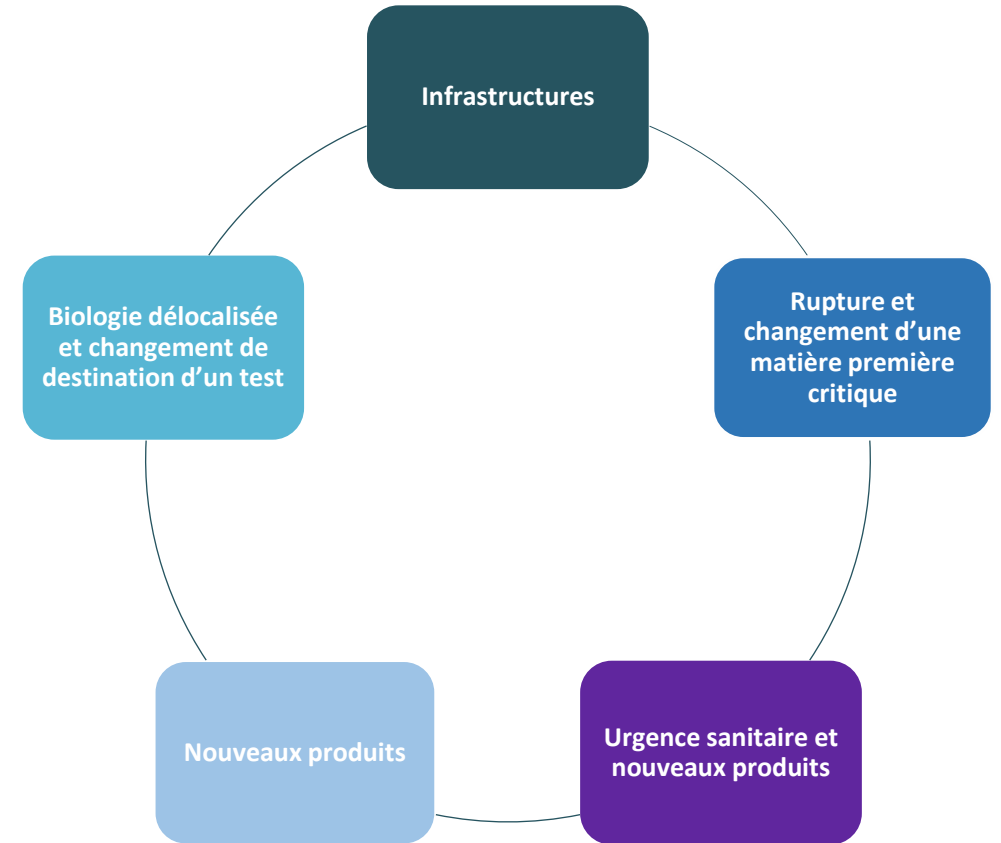 Infrastructures
Rupture et
changement d’une
matière première
critique
Urgence sanitaire et
nouveaux produits
Nouveaux produits
Biologie délocalisée
et changement de
destination d’un test